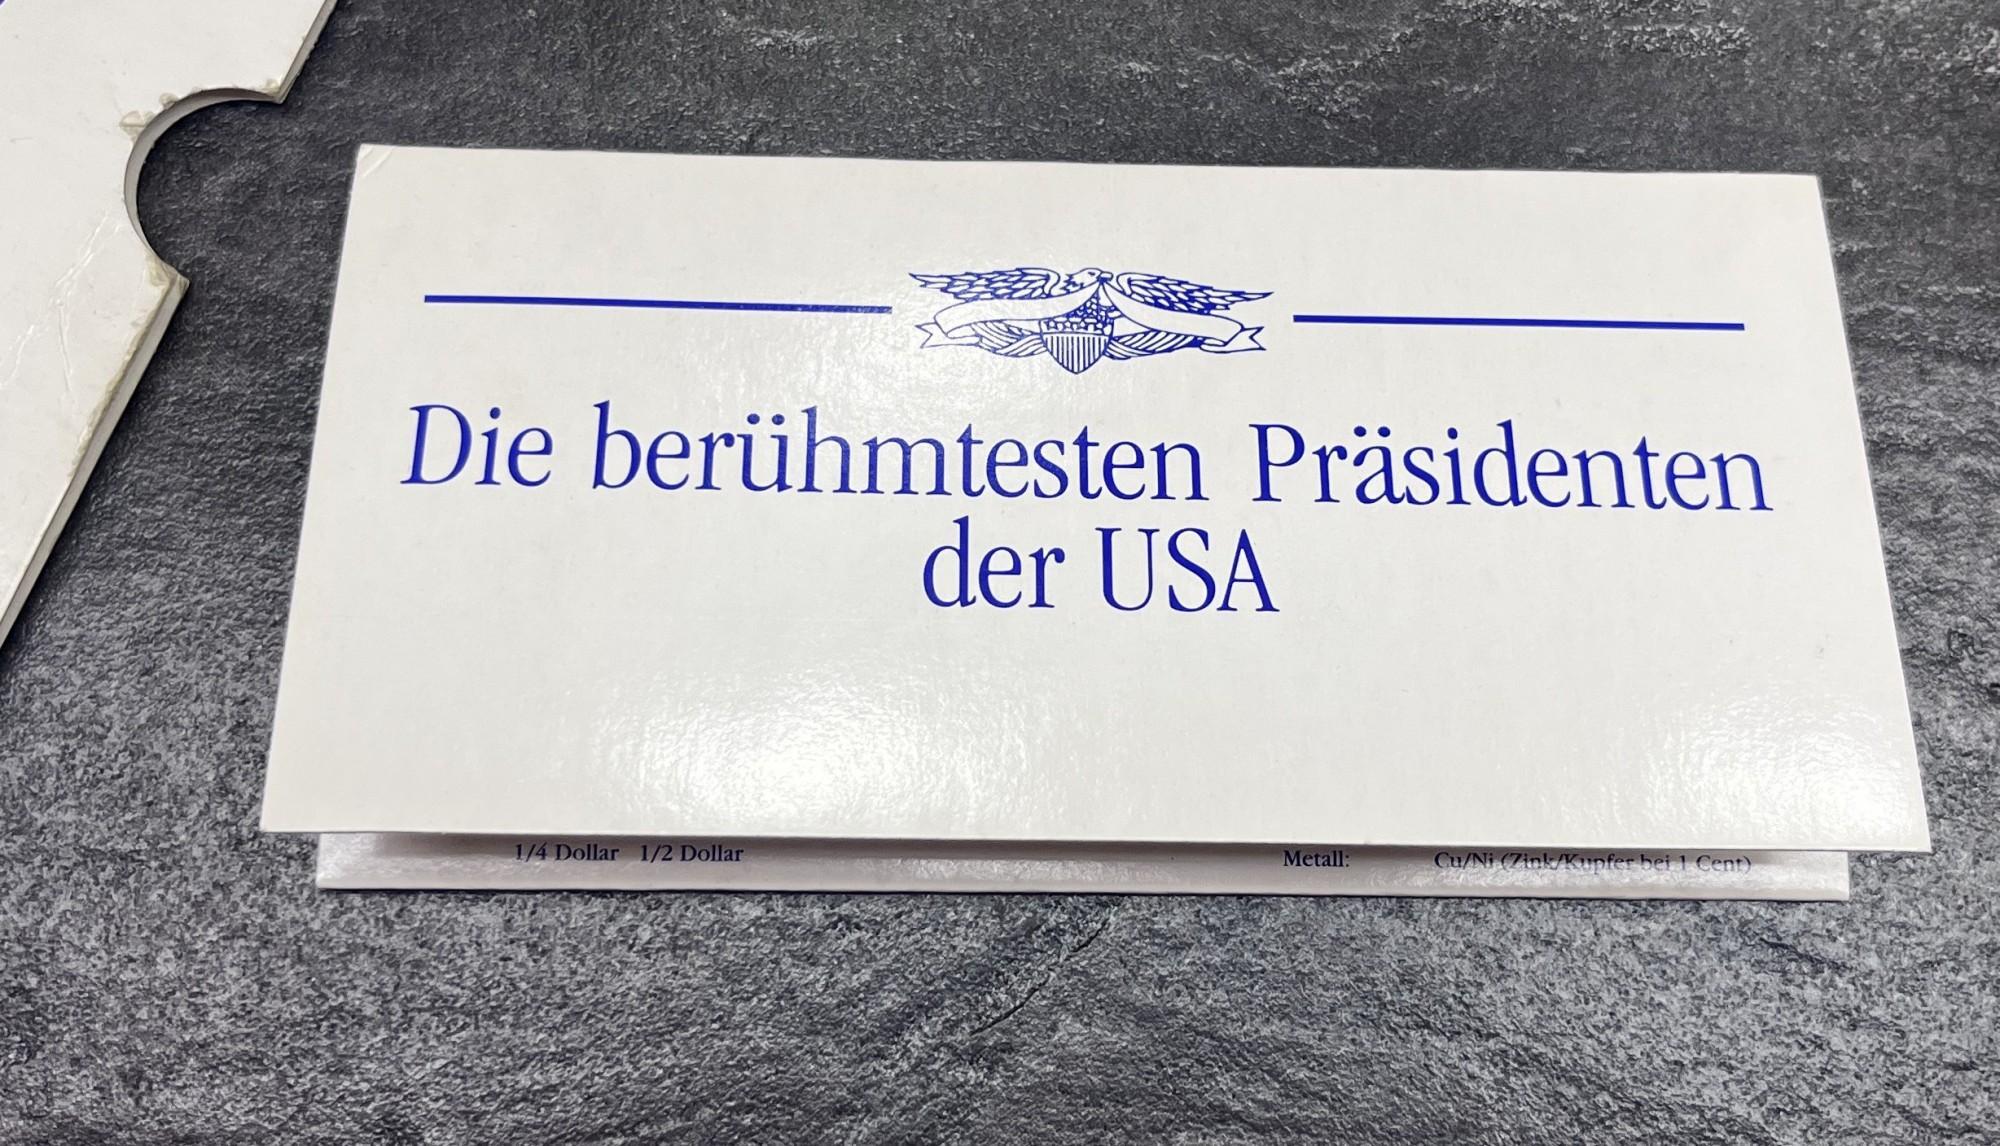 Die berühmtesten Präsidenten
der USA
1/4 Dollar 1/2 Dollar
Metall: Cu/Ni (Zink/Kupfer bei 1 Cent)